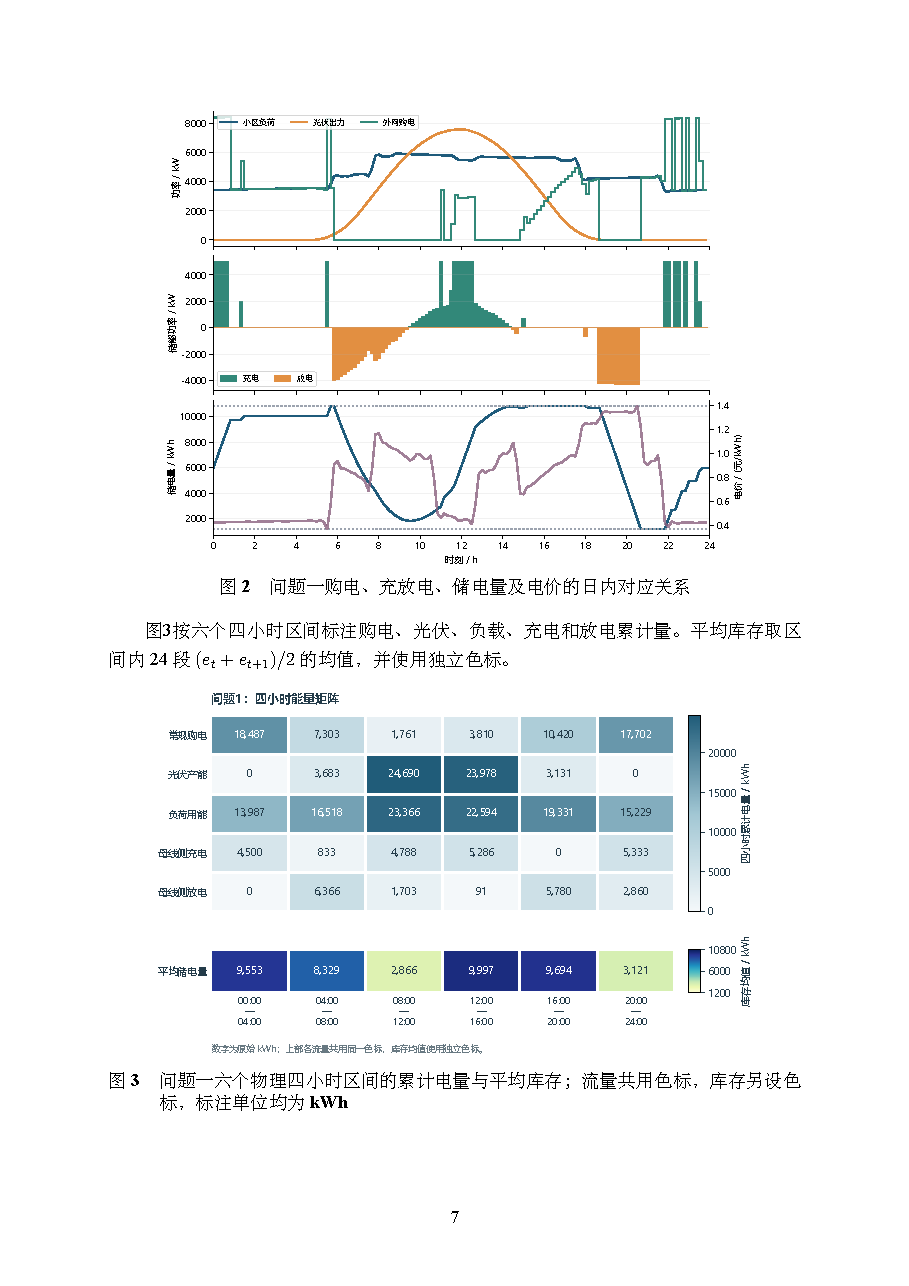 小区负荷 光伏出力 外网购电
功率 / kW
8000
6000
4000
2000
0
储能功率 / kW
4000
2000
0
-2000
-4000
充电 放电
储电量 / kWh
10000
8000
6000
4000
2000
1.4
1.2
1.0
0.8
0.6
0.4
电价 / (元/kWh)
0 2 4 6 8 10 12 14 16 18 20 22 24
时刻 / h
图 2 问题一购电、充放电、储电量及电价的日内对应关系
图3按六个四小时区间标注购电、光伏、负载、充电和放电累计量。平均库存取区
间内 24 段 (e_t + e_{t+1})/2 的均值，并使用独立色标。
问题1：四小时能量矩阵
常规购电 18,487 7,303 1,761 3,810 10,420 17,702
光伏产能 0 3,683 24,690 23,978 3,131 0
负荷用能 13,987 16,518 23,366 22,594 19,331 15,229
母线侧充电 4,500 833 4,788 5,286 0 5,333
母线侧放电 0 6,366 1,703 91 5,780 2,860
20000
15000
10000
5000
0
四小时累计电量 / kWh
平均储电量 9,553 8,329 2,866 9,997 9,694 3,121
10800
6000
1200
库存均值 / kWh
00:00 04:00 08:00 12:00 16:00 20:00
— — — — — —
04:00 08:00 12:00 16:00 20:00 24:00
数字为原始 kWh；上部各流量共用同一色标，库存均值使用独立色标。
图 3 问题一六个物理四小时区间的累计电量与平均库存；流量共用色标，库存另设色
标，标注单位均为 kWh
7